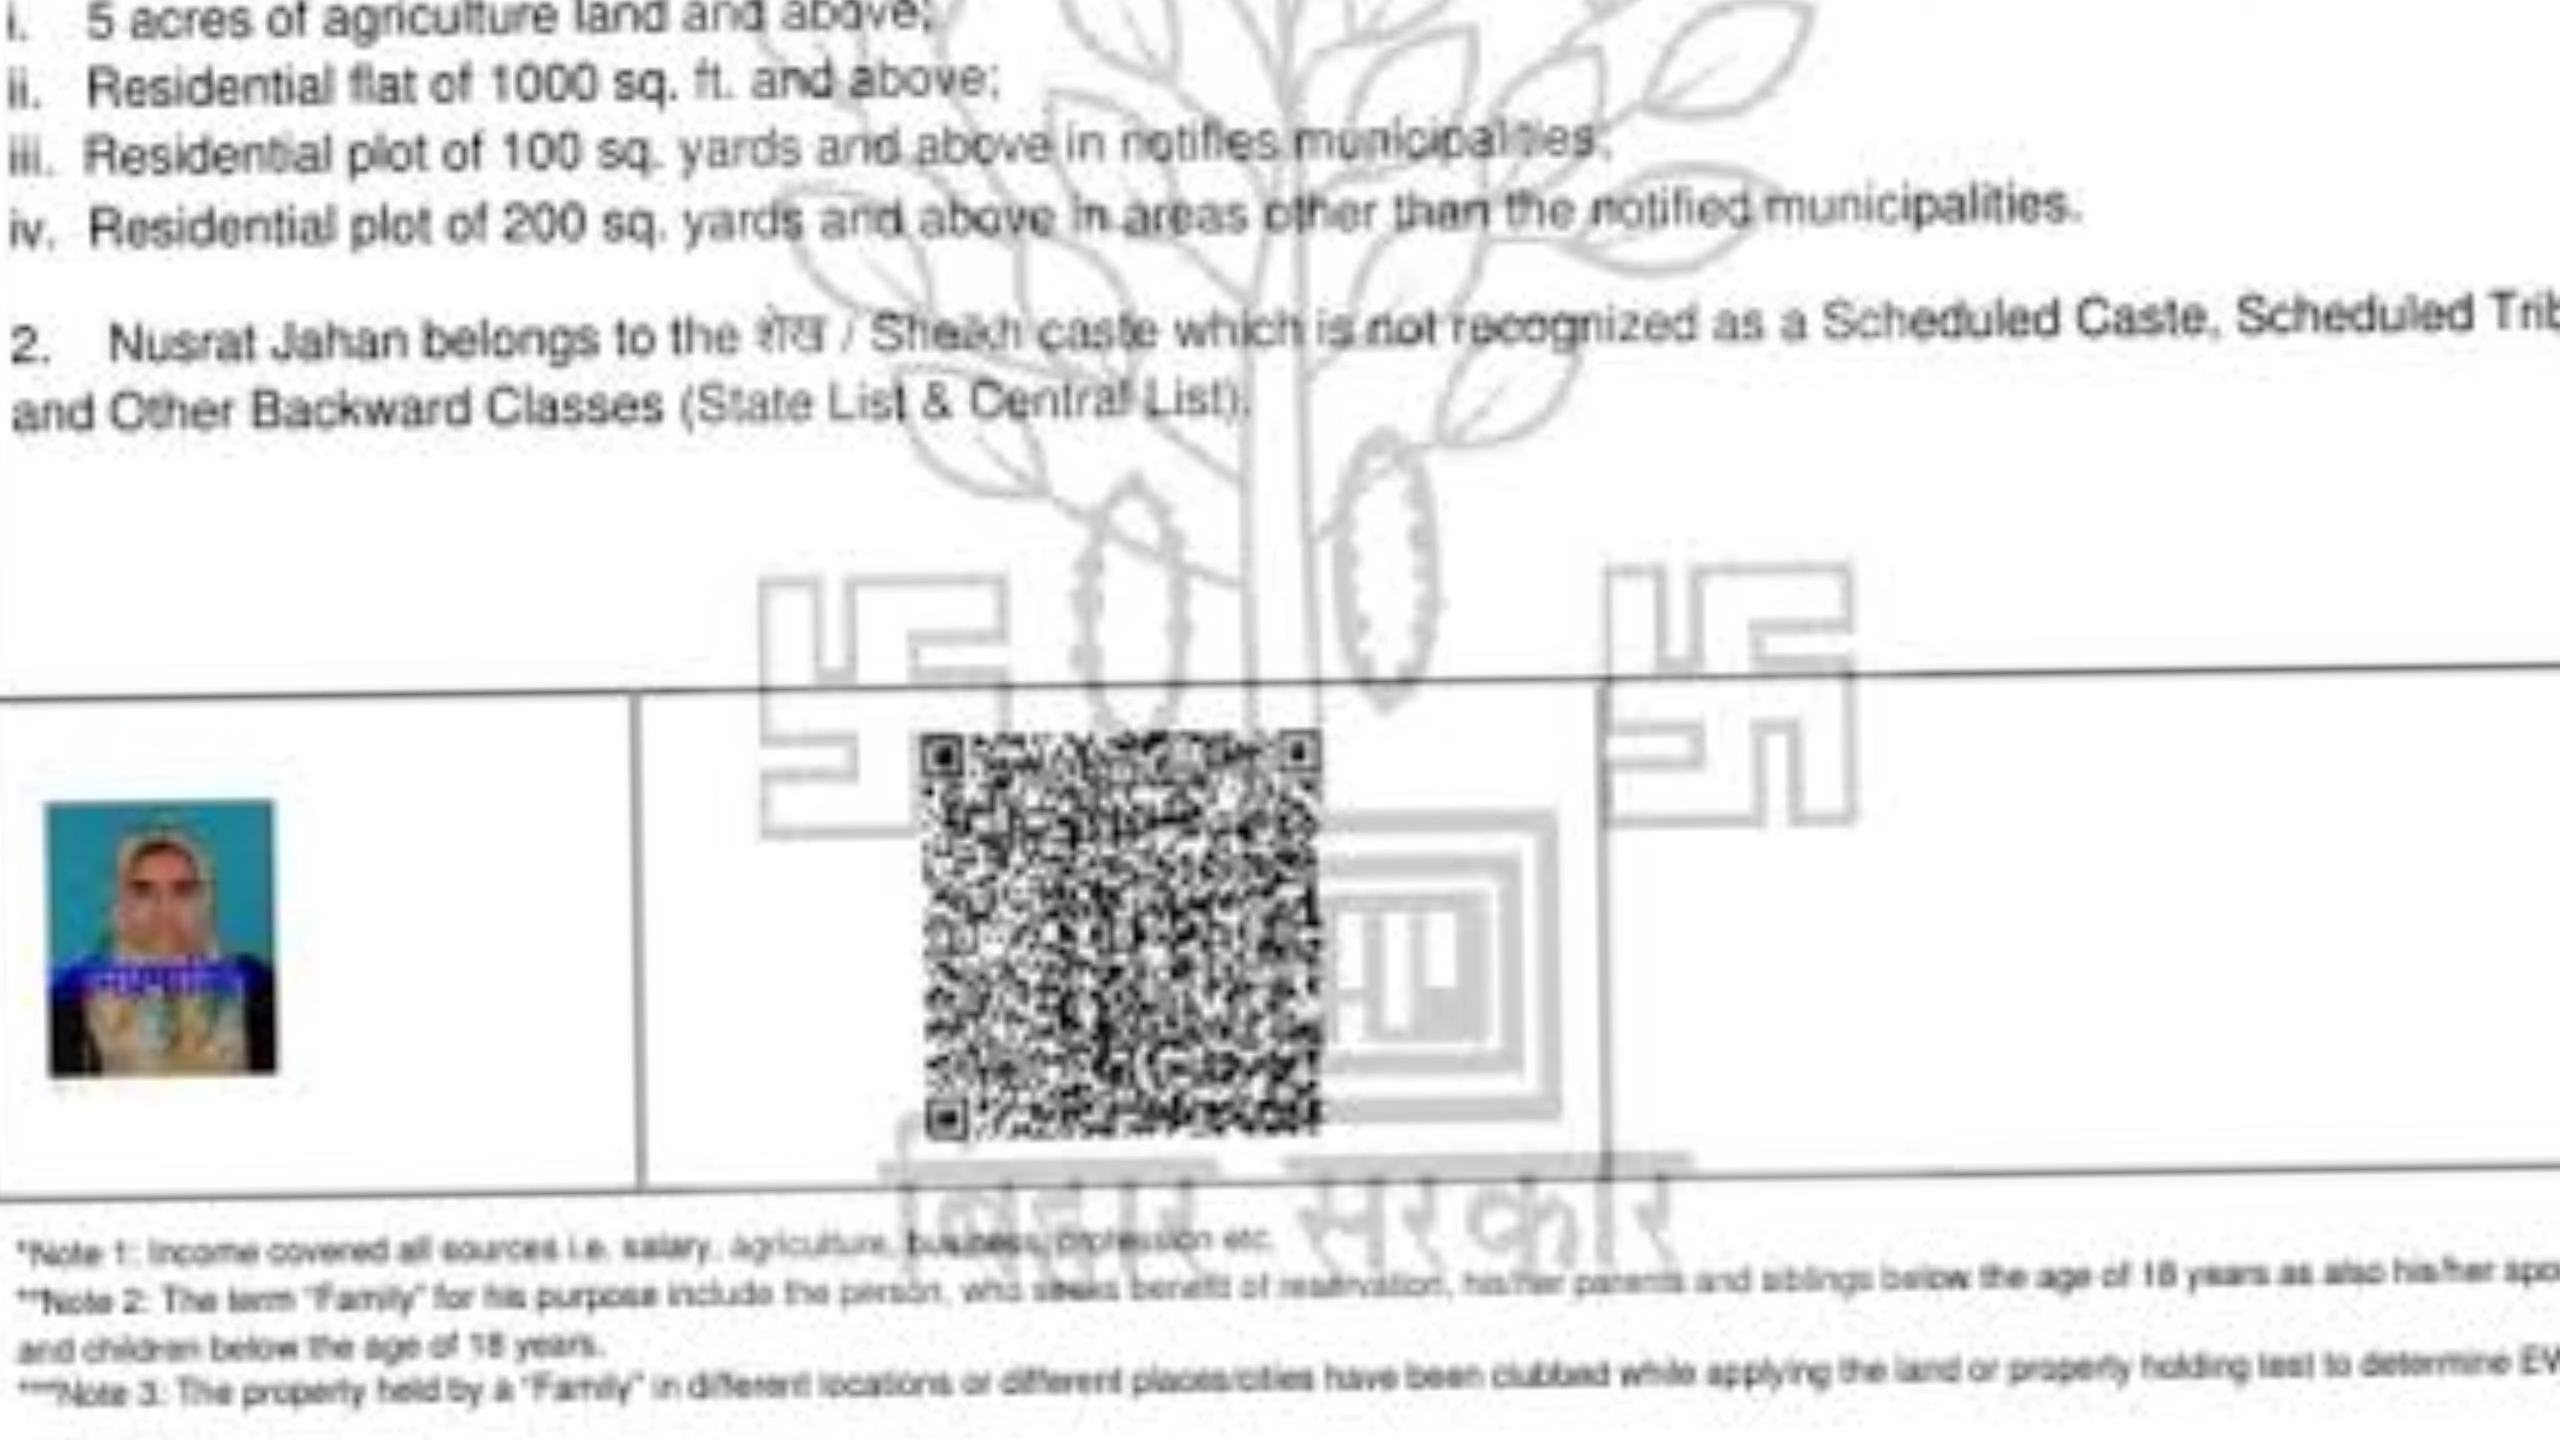 i. 5 acres of agriculture land and above;
ii. Residential flat of 1000 sq. ft. and above;
iii. Residential plot of 100 sq. yards and above in notifies municipalities;
iv. Residential plot of 200 sq. yards and above in areas other than the notified municipalities.
2. Nusrat Jahan belongs to the शेख / Sheikh caste which is not recognized as a Scheduled Caste, Scheduled Trib
and Other Backward Classes (State List & Central List).
बिहार सरकार
*Note 1: Income covered all sources i.e. salary, agriculture, business, profession etc.
**Note 2: The term "Family" for his purpose include the person, who seeks benefit of reservation, his/her parents and siblings below the age of 18 years as also his/her spo
and children below the age of 18 years.
***Note 3: The property held by a "Family" in different locations or different places/cities have been clubbed while applying the land or property holding test to determine EW